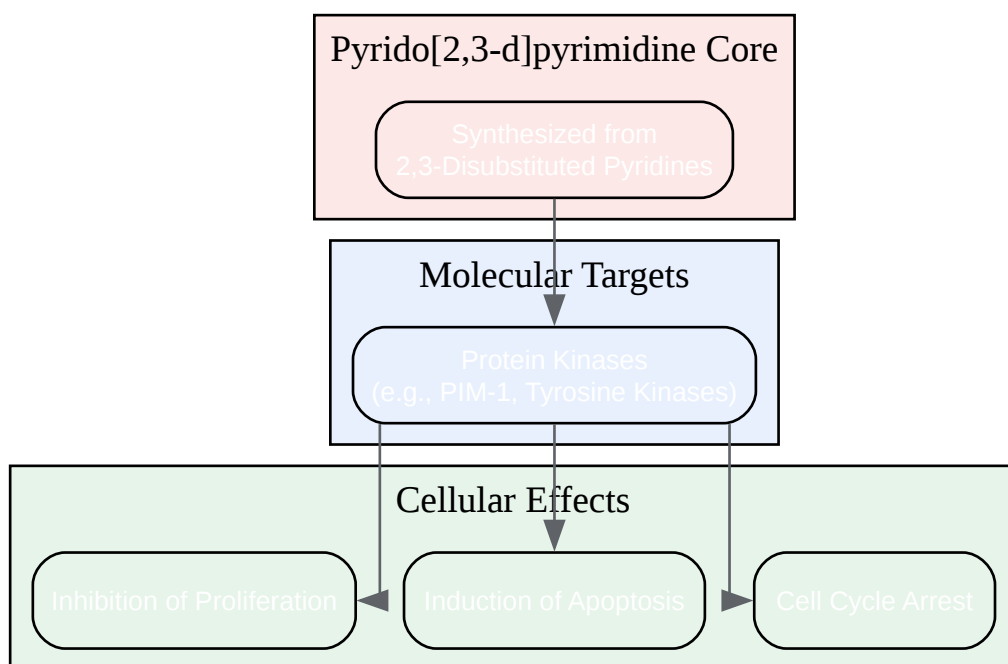 Pyrido[2,3-d]pyrimidine Core
Synthesized from
2,3-Disubstituted Pyridines
Molecular Targets
Protein Kinases
(e.g., PIM-1, Tyrosine Kinases)
Cellular Effects
Inhibition of Proliferation
Induction of Apoptosis
Cell Cycle Arrest